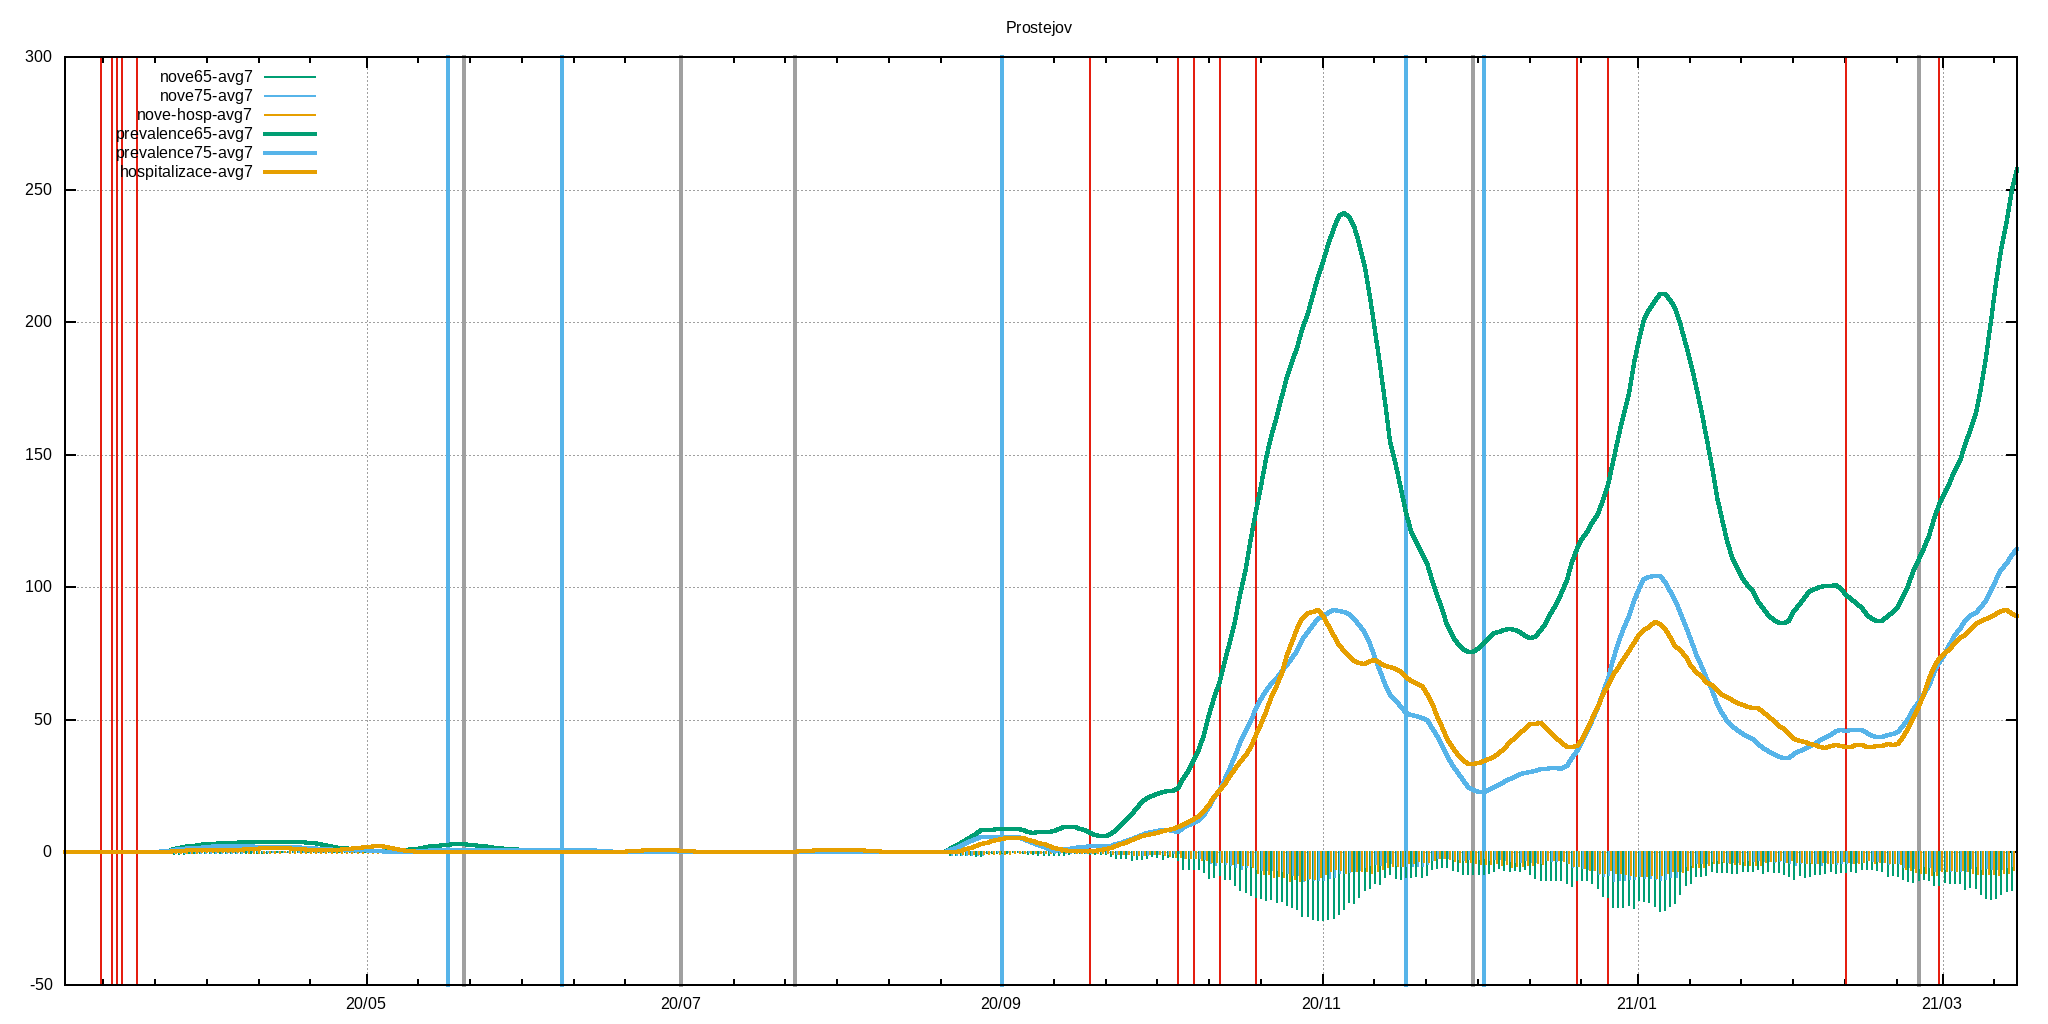 Prostejov
300
250
200
150
100
50
0
-50
nove65-avg7
nove75-avg7
nove-hosp-avg7
prevalence65-avg7
prevalence75-avg7
hospitalizace-avg7
20/05 20/07 20/09 20/11 21/01 21/03